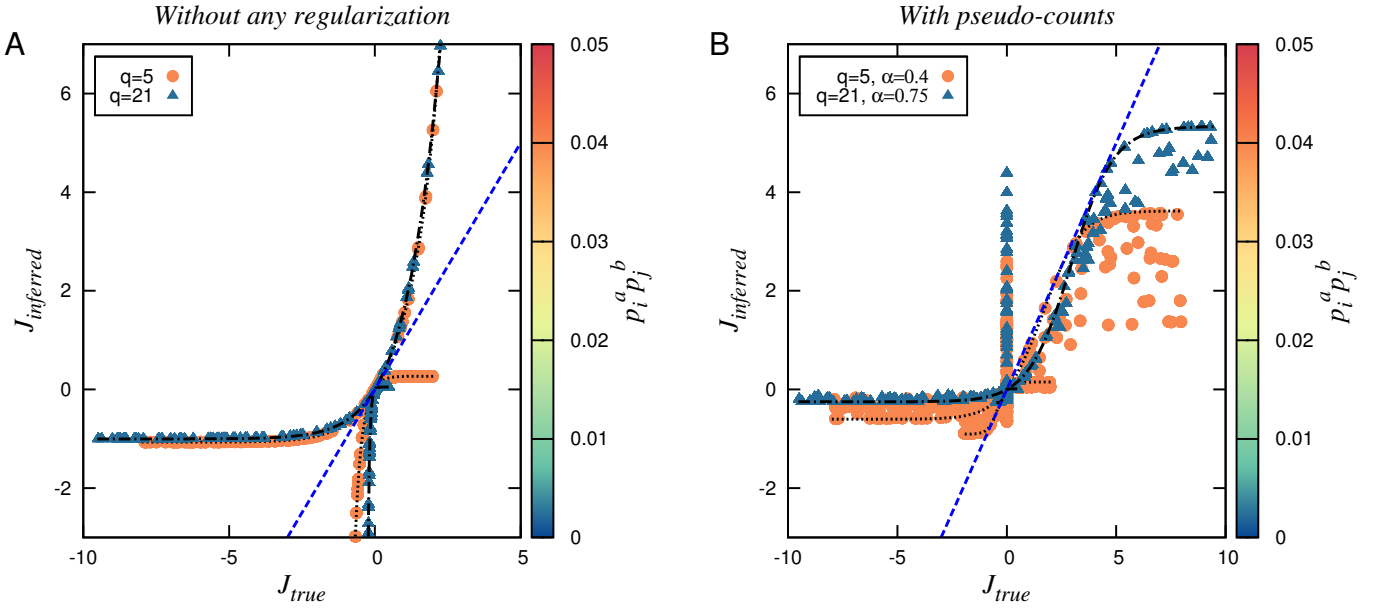 Without any regularization
With pseudo-counts
A
B
q=5
q=21
q=5, α=0.4
q=21, α=0.75
6
4
2
0
-2
-10
-5
0
5
J_inferred
J_true
0.05
0.04
0.03
0.02
0.01
0
p_i^a p_j^b
6
4
2
0
-2
-10
-5
0
5
10
J_inferred
J_true
0.05
0.04
0.03
0.02
0.01
0
p_i^a p_j^b